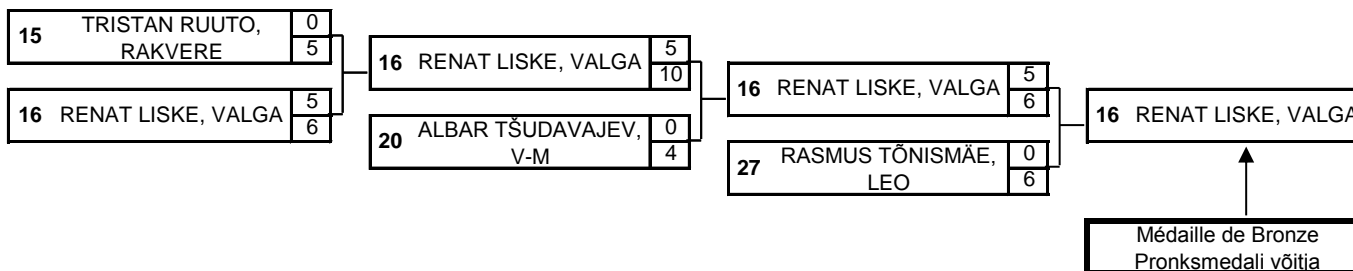 15 TRISTAN RUUTO, 0
RAKVERE 5
16 RENAT LISKE, VALGA 5
6
16 RENAT LISKE, VALGA 5
10
20 ALBAR TŠUDAVAJEV, 0
V-M 4
16 RENAT LISKE, VALGA 5
6
27 RASMUS TÕNISMÄE, 0
LEO 6
16 RENAT LISKE, VALGA
Médaille de Bronze
Pronksmedali võitja